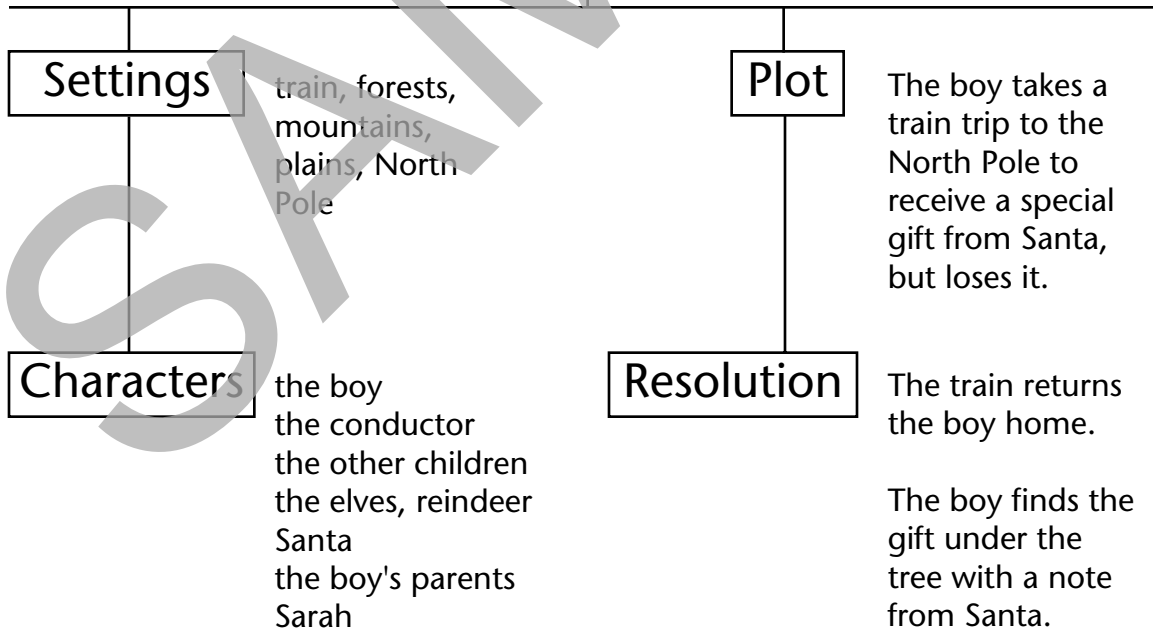 Settings
train, forests,
mountains,
plains, North
Pole
Plot
The boy takes a
train trip to the
North Pole to
receive a special
gift from Santa,
but loses it.
Characters
the boy
the conductor
the other children
the elves, reindeer
Santa
the boy's parents
Sarah
Resolution
The train returns
the boy home.
The boy finds the
gift under the
tree with a note
from Santa.